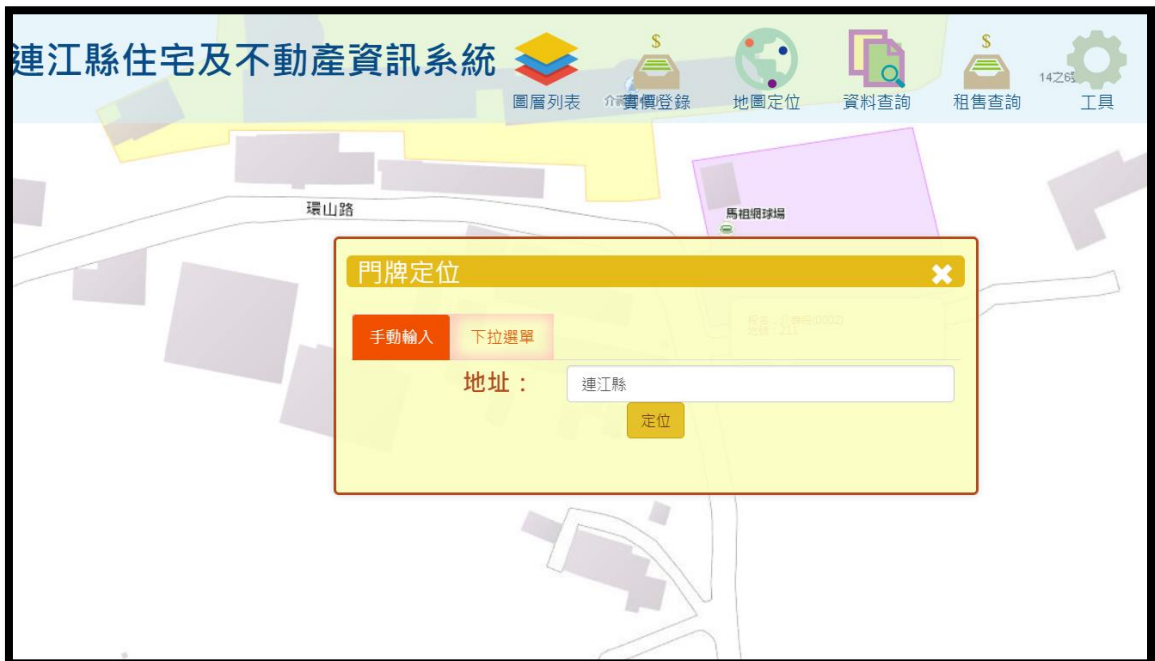 連江縣住宅及不動產資訊系統
圖層列表
實價登錄
地圖定位
資料查詢
租售查詢
工具
環山路
馬祖網球場
門牌定位
手動輸入
下拉選單
地址：
連江縣
定位